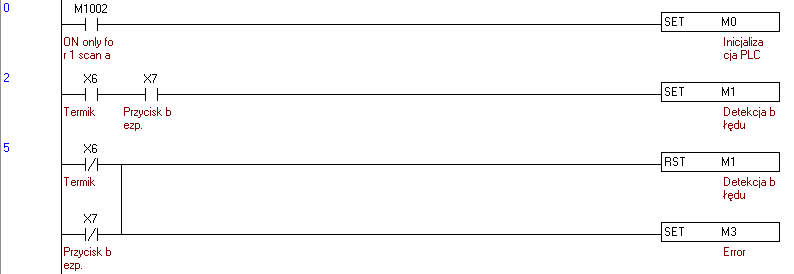 0
M1002
SET M0
ON only fo
r 1 scan a
Inicjaliza
cja PLC
2
X6 X7
SET M1
Termik Przycisk b
ezp.
Detekcja b
łędu
5
X6
RST M1
Termik
Detekcja b
łędu
X7
SET M3
Przycisk b
ezp.
Error